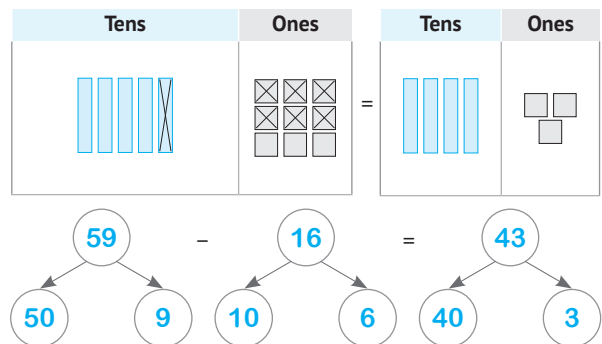 Tens Ones Tens Ones
=
59 – 16 = 43
50 9 10 6 40 3